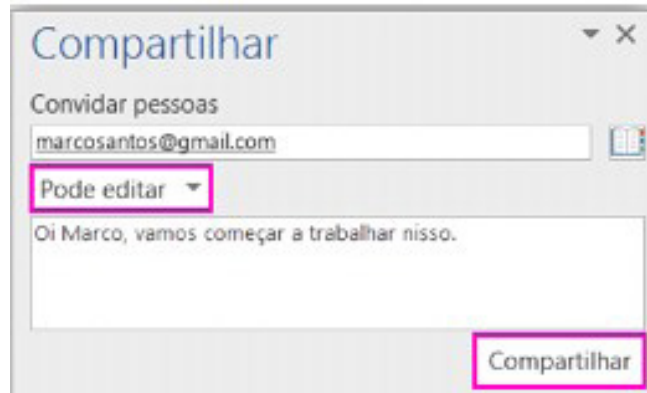 Compartilhar
Convidar pessoas
marcosantos@gmail.com
Pode editar
Oi Marco, vamos começar a trabalhar nisso.
Compartilhar